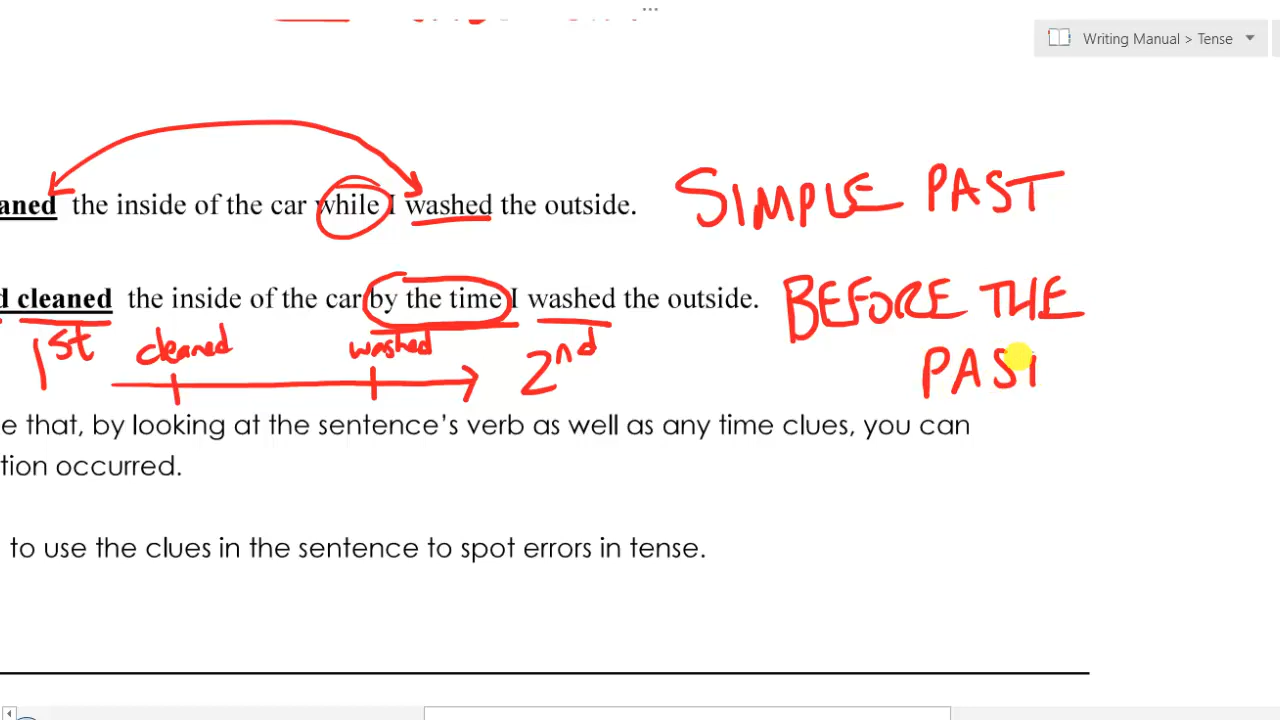 Writing Manual > Tense
aned the inside of the car while I washed the outside. SIMPLE PAST
d cleaned the inside of the car by the time I washed the outside. BEFORE THE
1st cleaned washed 2nd PAST
e that, by looking at the sentence’s verb as well as any time clues, you can
tion occurred.
to use the clues in the sentence to spot errors in tense.